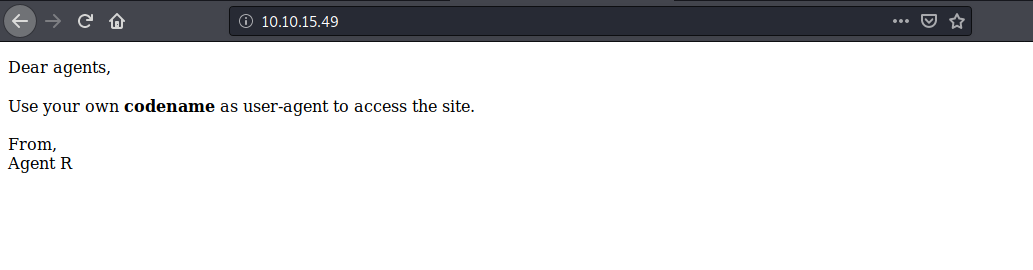 10.10.15.49
Dear agents,
Use your own codename as user-agent to access the site.
From,
Agent R